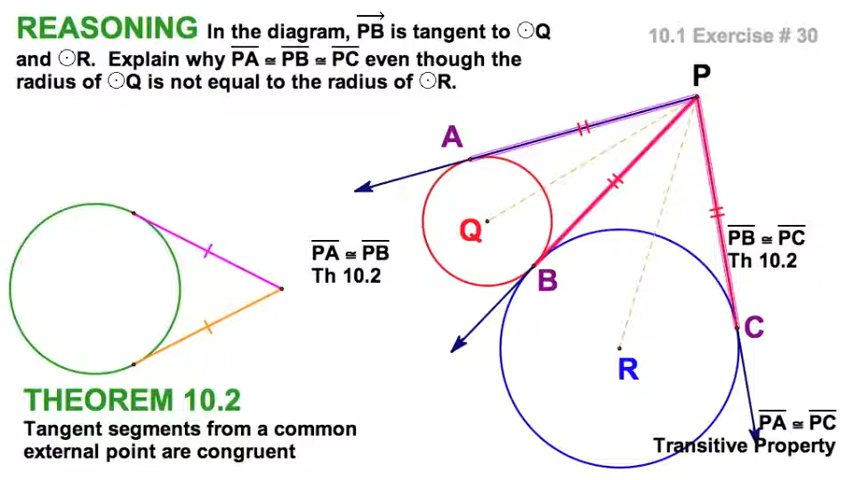 REASONING In the diagram, PB is tangent to ⊙Q
and ⊙R. Explain why PA ≅ PB ≅ PC even though the
radius of ⊙Q is not equal to the radius of ⊙R.
10.1 Exercise # 30
P
A
Q
PA ≅ PB
Th 10.2
PB ≅ PC
Th 10.2
B
C
R
THEOREM 10.2
Tangent segments from a common
external point are congruent
PA ≅ PC
Transitive Property